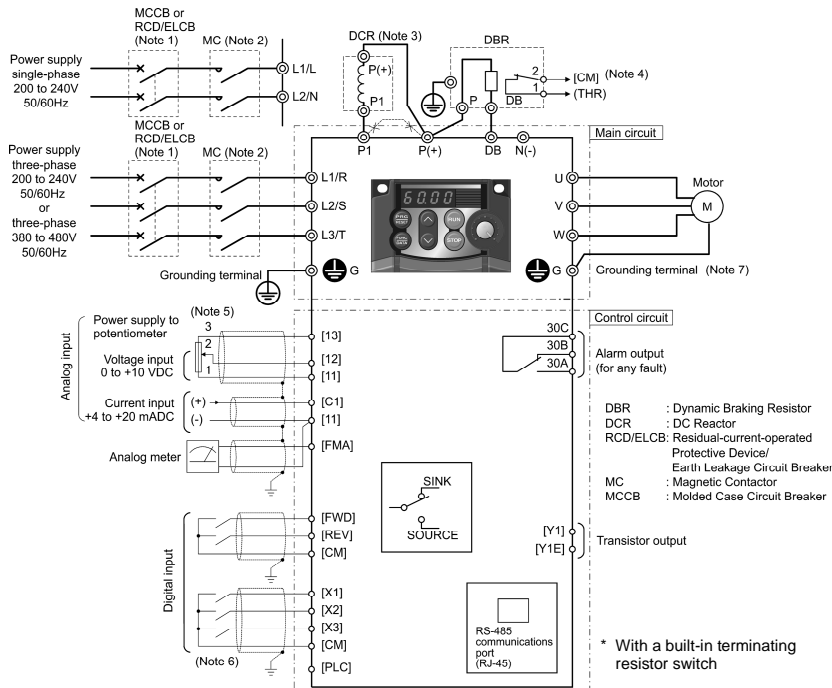 MCCB or
RCD/ELCB
(Note 1)
MC (Note 2)
Power supply
single-phase
200 to 240V
50/60Hz
L1/L
L2/N
DCR (Note 3)
P(+)
P1
DBR
P
DB
2
1
[CM] (Note 4)
(THR)
MCCB or
RCD/ELCB
(Note 1)
MC (Note 2)
Power supply
three-phase
200 to 240V
50/60Hz
or
three-phase
380 to 480V
50/60Hz
P1
P(+)
DB
N(-)
Main circuit
L1/R
L2/S
L3/T
60.00
PRG
RESET
RUN
FUNC
DATA
STOP
U
V
W
Motor
M
Grounding terminal
G
G
Grounding terminal (Note 7)
Control circuit
Analog input
(Note 5)
Power supply to
potentiometer
3
2
1
Voltage input
0 to +10 VDC
Current input
+4 to +20 mADC
(+)
(-)
Analog meter
[13]
[12]
[11]
[C1]
[11]
[FMA]
30C
30B
30A
Alarm output
(for any fault)
DBR : Dynamic Braking Resistor
DCR : DC Reactor
RCD/ELCB: Residual-current-operated
Protective Device/
Earth Leakage Circuit Breaker
MC : Magnetic Contactor
MCCB : Molded Case Circuit Breaker
SINK
SOURCE
Digital input
[FWD]
[REV]
[CM]
[X1]
[X2]
[X3]
[CM]
[PLC]
(Note 6)
[Y1]
[Y1E]
Transistor output
RS-485
communications
port
(RJ-45)
* With a built-in terminating
resistor switch